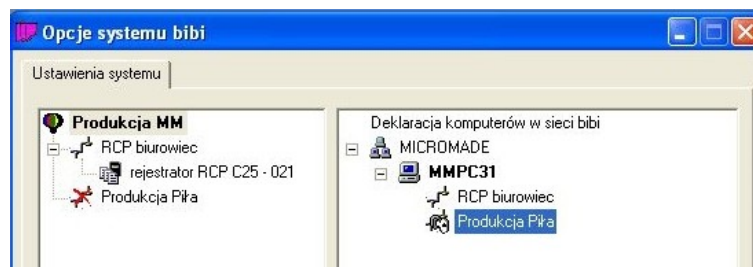 Opcje systemu bibi
Ustawienia systemu
Produkcja MM
RCP biurowiec
rejestrator RCP C25 - 021
Produkcja Piła
Deklaracja komputerów w sieci bibi
MICROMADE
MMPC31
RCP biurowiec
Produkcja Piła